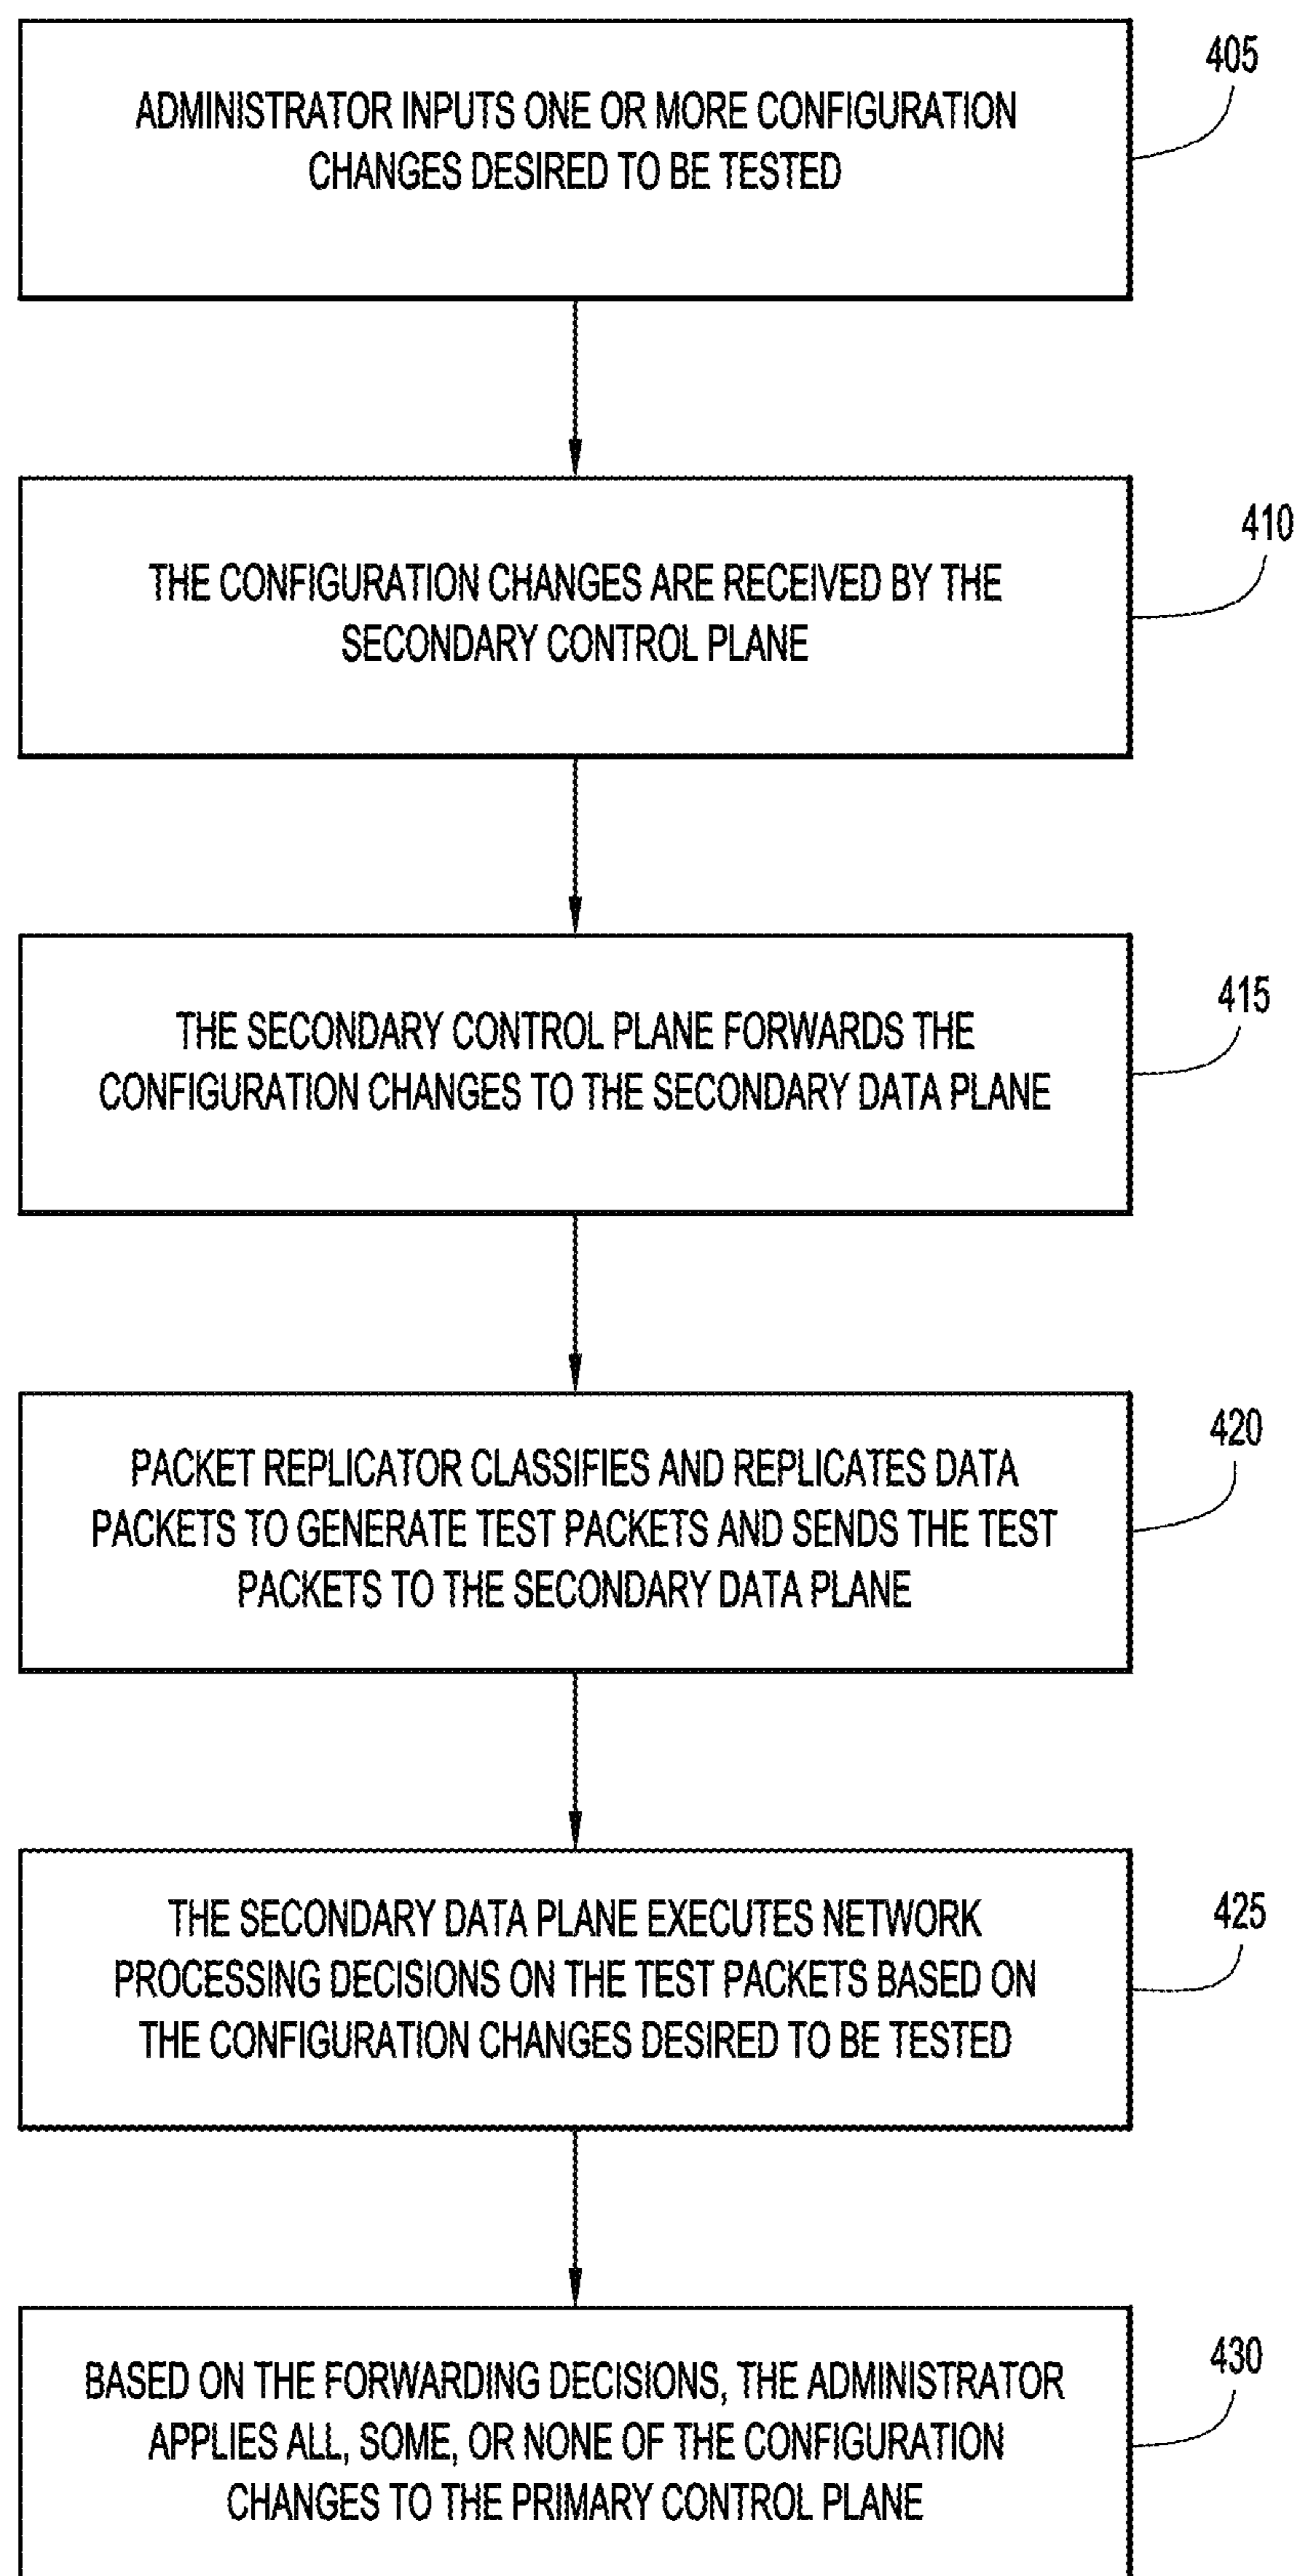 405
ADMINISTRATOR INPUTS ONE OR MORE CONFIGURATION
CHANGES DESIRED TO BE TESTED
410
THE CONFIGURATION CHANGES ARE RECEIVED BY THE
SECONDARY CONTROL PLANE
415
THE SECONDARY CONTROL PLANE FORWARDS THE
CONFIGURATION CHANGES TO THE SECONDARY DATA PLANE
420
PACKET REPLICATOR CLASSIFIES AND REPLICATES DATA
PACKETS TO GENERATE TEST PACKETS AND SENDS THE TEST
PACKETS TO THE SECONDARY DATA PLANE
425
THE SECONDARY DATA PLANE EXECUTES NETWORK
PROCESSING DECISIONS ON THE TEST PACKETS BASED ON
THE CONFIGURATION CHANGES DESIRED TO BE TESTED
430
BASED ON THE FORWARDING DECISIONS, THE ADMINISTRATOR
APPLIES ALL, SOME, OR NONE OF THE CONFIGURATION
CHANGES TO THE PRIMARY CONTROL PLANE